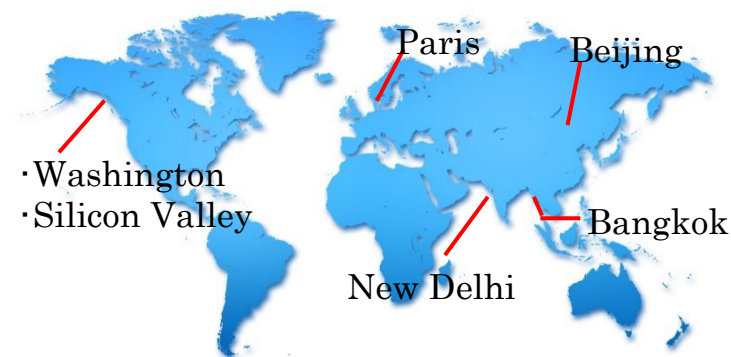 Paris
Beijing
·Washington
·Silicon Valley
Bangkok
New Delhi